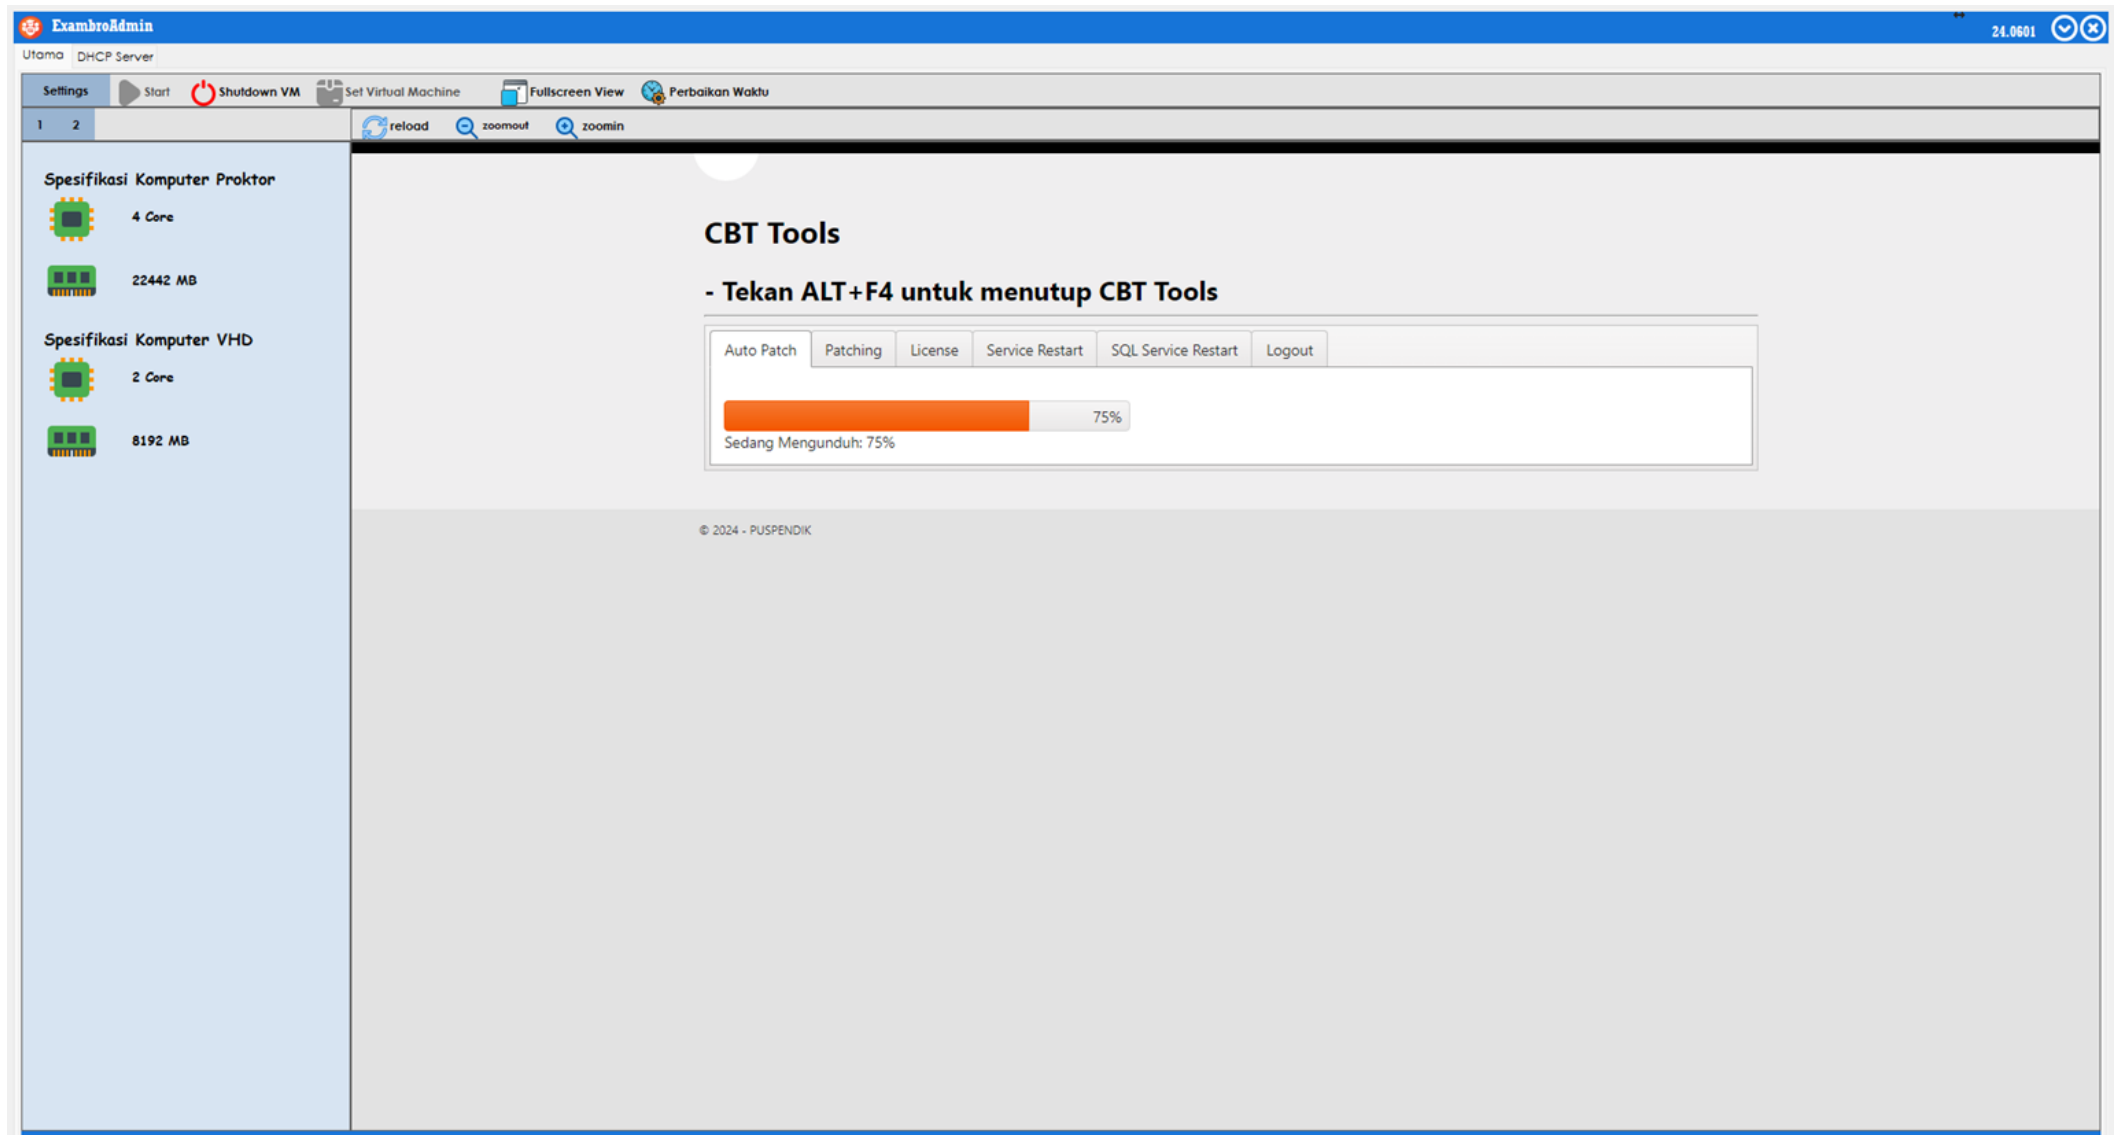 ExambroAdmin
24.0601
Utama DHCP Server
Settings Start Shutdown VM Set Virtual Machine Fullscreen View Perbaikan Waktu
1 2 reload zoomout zoomin
Spesifikasi Komputer Proktor
4 Core
22442 MB
Spesifikasi Komputer VHD
2 Core
8192 MB
CBT Tools
- Tekan ALT+F4 untuk menutup CBT Tools
Auto Patch Patching License Service Restart SQL Service Restart Logout
75%
Sedang Mengunduh: 75%
© 2024 - PUSPENDIK